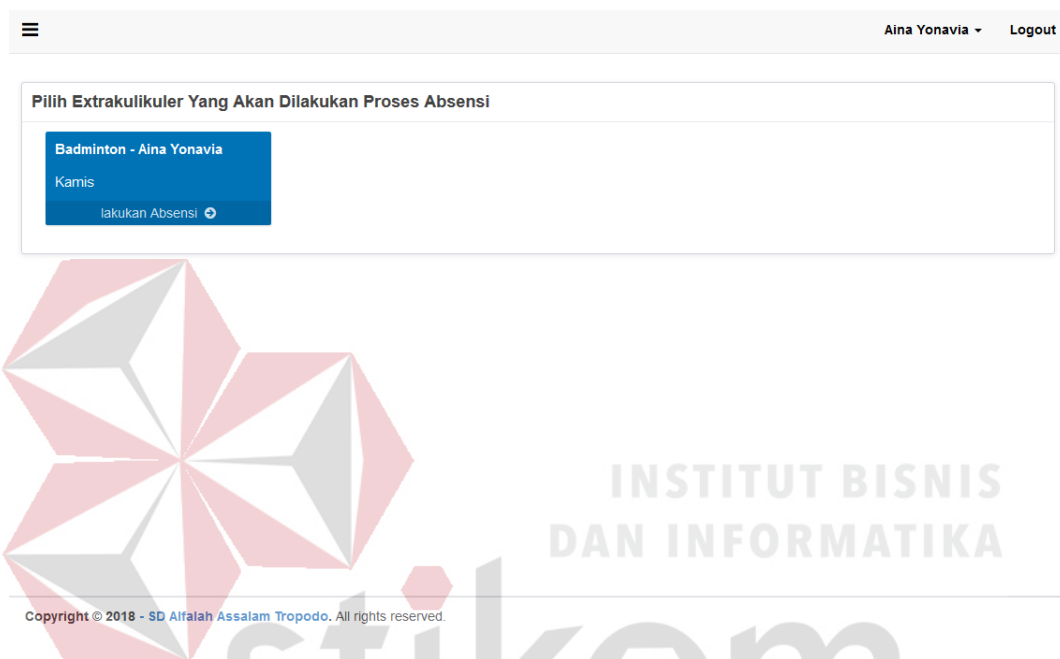 Aina Yonavia Logout
Pilih Extrakulikuler Yang Akan Dilakukan Proses Absensi
Badminton - Aina Yonavia
Kamis
lakukan Absensi
INSTITUT BISNIS
DAN INFORMATIKA
Copyright © 2018 - SD Alfalah Assalam Tropodo. All rights reserved.
stikom